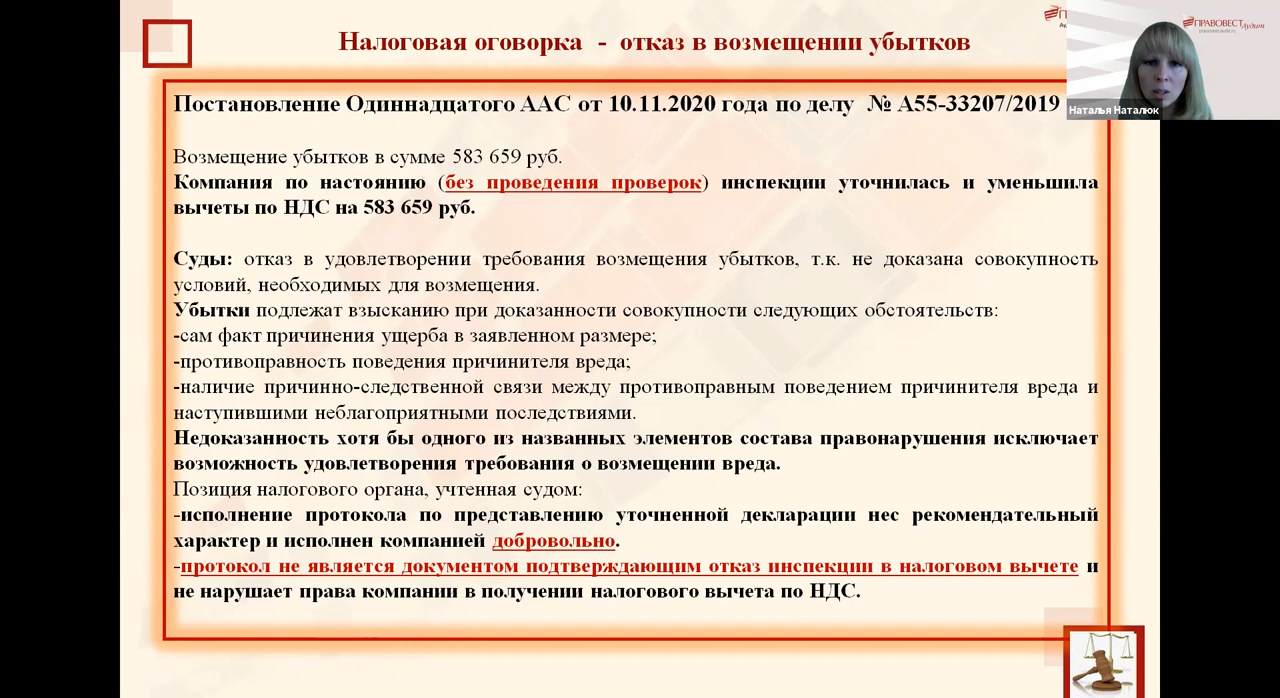 Налоговая оговорка - отказ в возмещении убытков
ПРАВОВЕСТ Аудит
Наталья Наталюк
Постановление Одиннадцатого ААС от 10.11.2020 года по делу № А55-33207/2019
Возмещение убытков в сумме 583 659 руб.
Компания по настоянию (без проведения проверок) инспекции уточнилась и уменьшила
вычеты по НДС на 583 659 руб.
Суды: отказ в удовлетворении требования возмещения убытков, т.к. не доказана совокупность
условий, необходимых для возмещения.
Убытки подлежат взысканию при доказанности совокупности следующих обстоятельств:
-сам факт причинения ущерба в заявленном размере;
-противоправность поведения причинителя вреда;
-наличие причинно-следственной связи между противоправным поведением причинителя вреда и
наступившими неблагоприятными последствиями.
Недоказанность хотя бы одного из названных элементов состава правонарушения исключает
возможность удовлетворения требования о возмещении вреда.
Позиция налогового органа, учтенная судом:
-исполнение протокола по представлению уточненной декларации нес рекомендательный
характер и исполнен компанией добровольно.
-протокол не является документом подтверждающим отказ инспекции в налоговом вычете и
не нарушает права компании в получении налогового вычета по НДС.